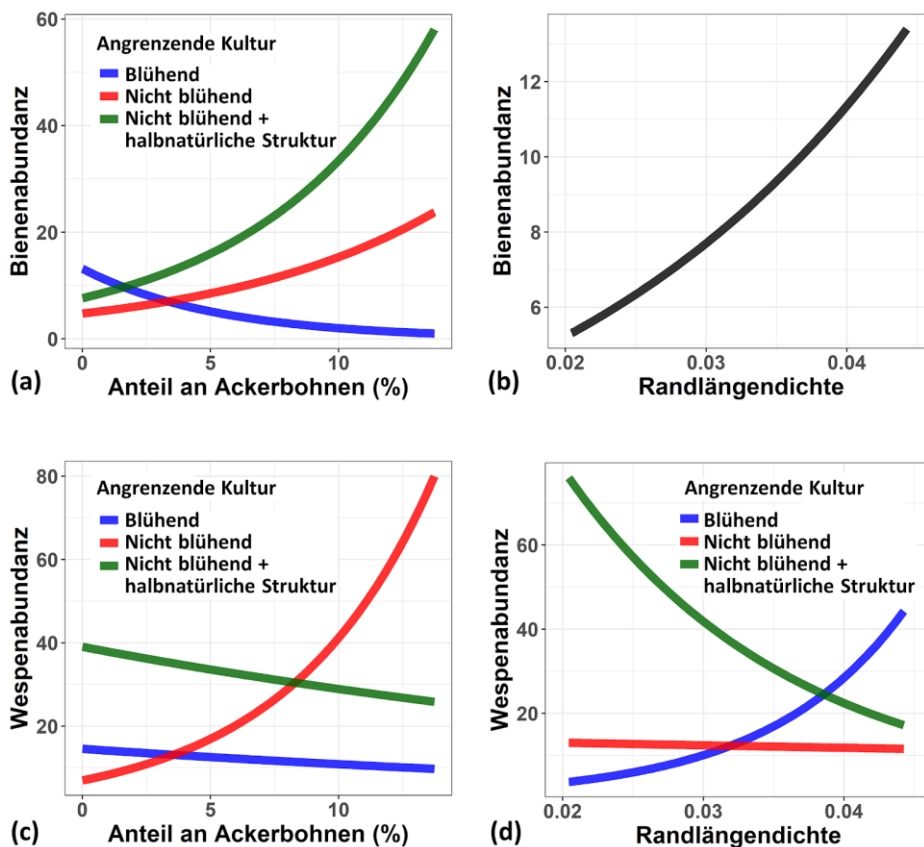 60
40
20
0
Bienenabundanz
Angrenzende Kultur
Blühend
Nicht blühend
Nicht blühend +
halbnatürliche Struktur
0 5 10
(a) Anteil an Ackerbohnen (%)
12
10
8
6
Bienenabundanz
0.02 0.03 0.04
(b) Randlängendichte
80
60
40
20
Wespenabundanz
Angrenzende Kultur
Blühend
Nicht blühend
Nicht blühend +
halbnatürliche Struktur
0 5 10
(c) Anteil an Ackerbohnen (%)
60
40
20
Wespenabundanz
Angrenzende Kultur
Blühend
Nicht blühend
Nicht blühend +
halbnatürliche Struktur
0.02 0.03 0.04
(d) Randlängendichte